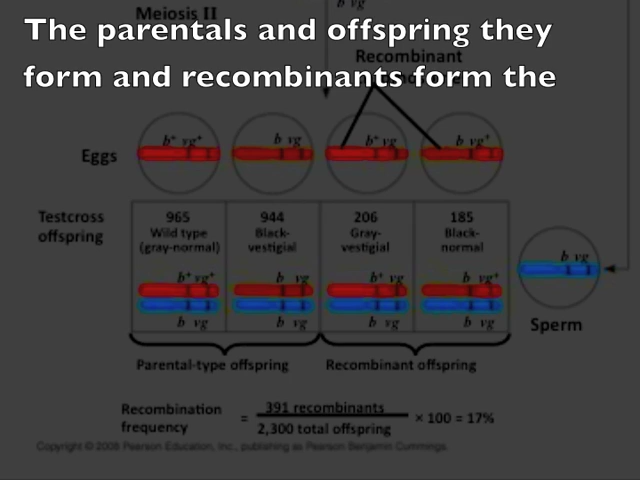 Meiosis II
b vg
The parentals and offspring they
form and recombinants form the
Recombinant
Eggs
b+ vg+
b vg
b+ vg
b vg+
Testcross
offspring
965
Wild type
(gray-normal)
944
Black-
vestigial
206
Gray-
vestigial
185
Black-
normal
b+ vg+
b vg
b+ vg
b vg+
b vg
b vg
b vg
b vg
b vg
Sperm
Parental-type offspring
Recombinant offspring
Recombination
frequency
= 391 recombinants
2,300 total offspring
× 100 = 17%
Copyright © 2008 Pearson Education, Inc., publishing as Pearson Benjamin Cummings.